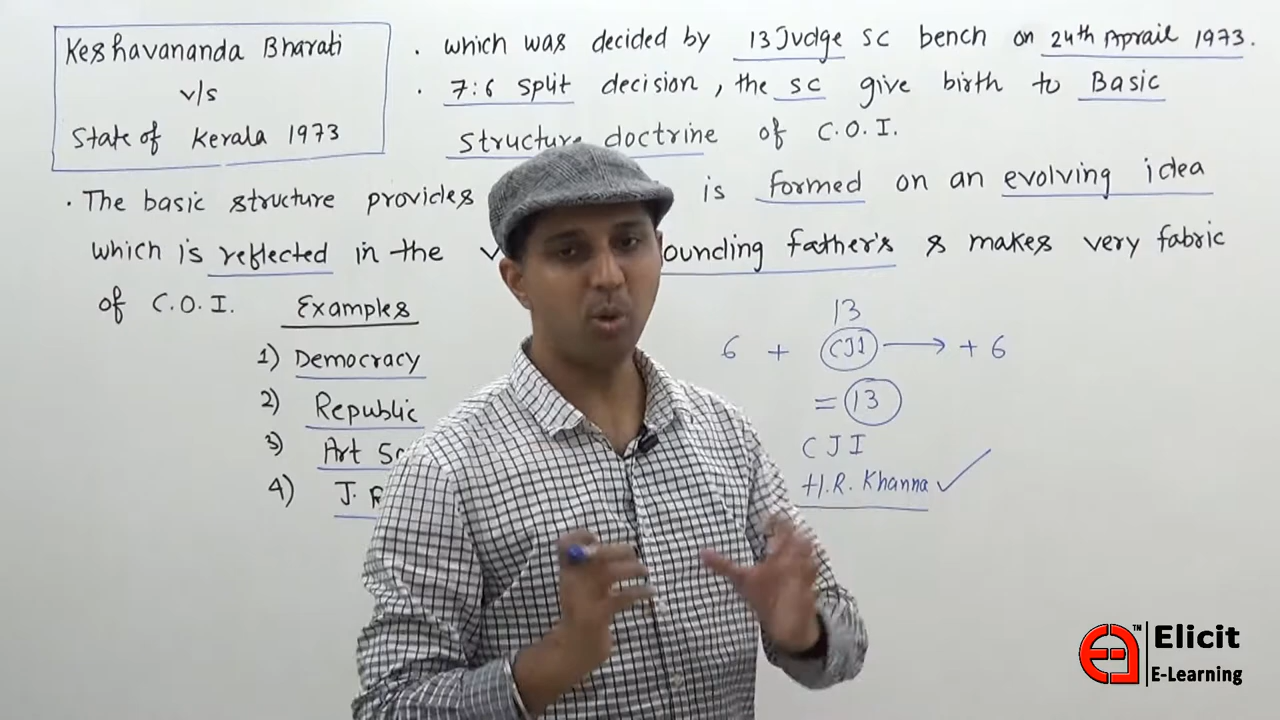 Keshavananda Bharati
v/s
State of Kerala 1973
. which was decided by 13 Judge SC bench on 24th Aprail 1973.
. 7:6 split decision, the SC give birth to Basic
structure doctrine of C.O.I.
. The basic structure provides is formed on an evolving idea
which is reflected in the ounding father's & makes very fabric
of C.O.I.
Examples
1) Democracy
2) Republic
3) Art
4) J.
13
6 + CJI → + 6
= 13
CJI
H.R. Khanna ✓
TM
Elicit
E-Learning